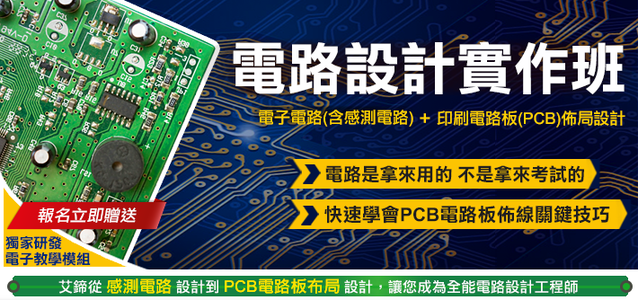 電路設計實作班
電子電路(含感測電路) + 印刷電路板(PCB)佈局設計
電路是拿來用的 不是拿來考試的
快速學會PCB電路板佈線關鍵技巧
報名立即贈送
獨家研發
電子教學模組
艾鍗從 感測電路 設計到 PCB電路板布局 設計，讓您成為全能電路設計工程師